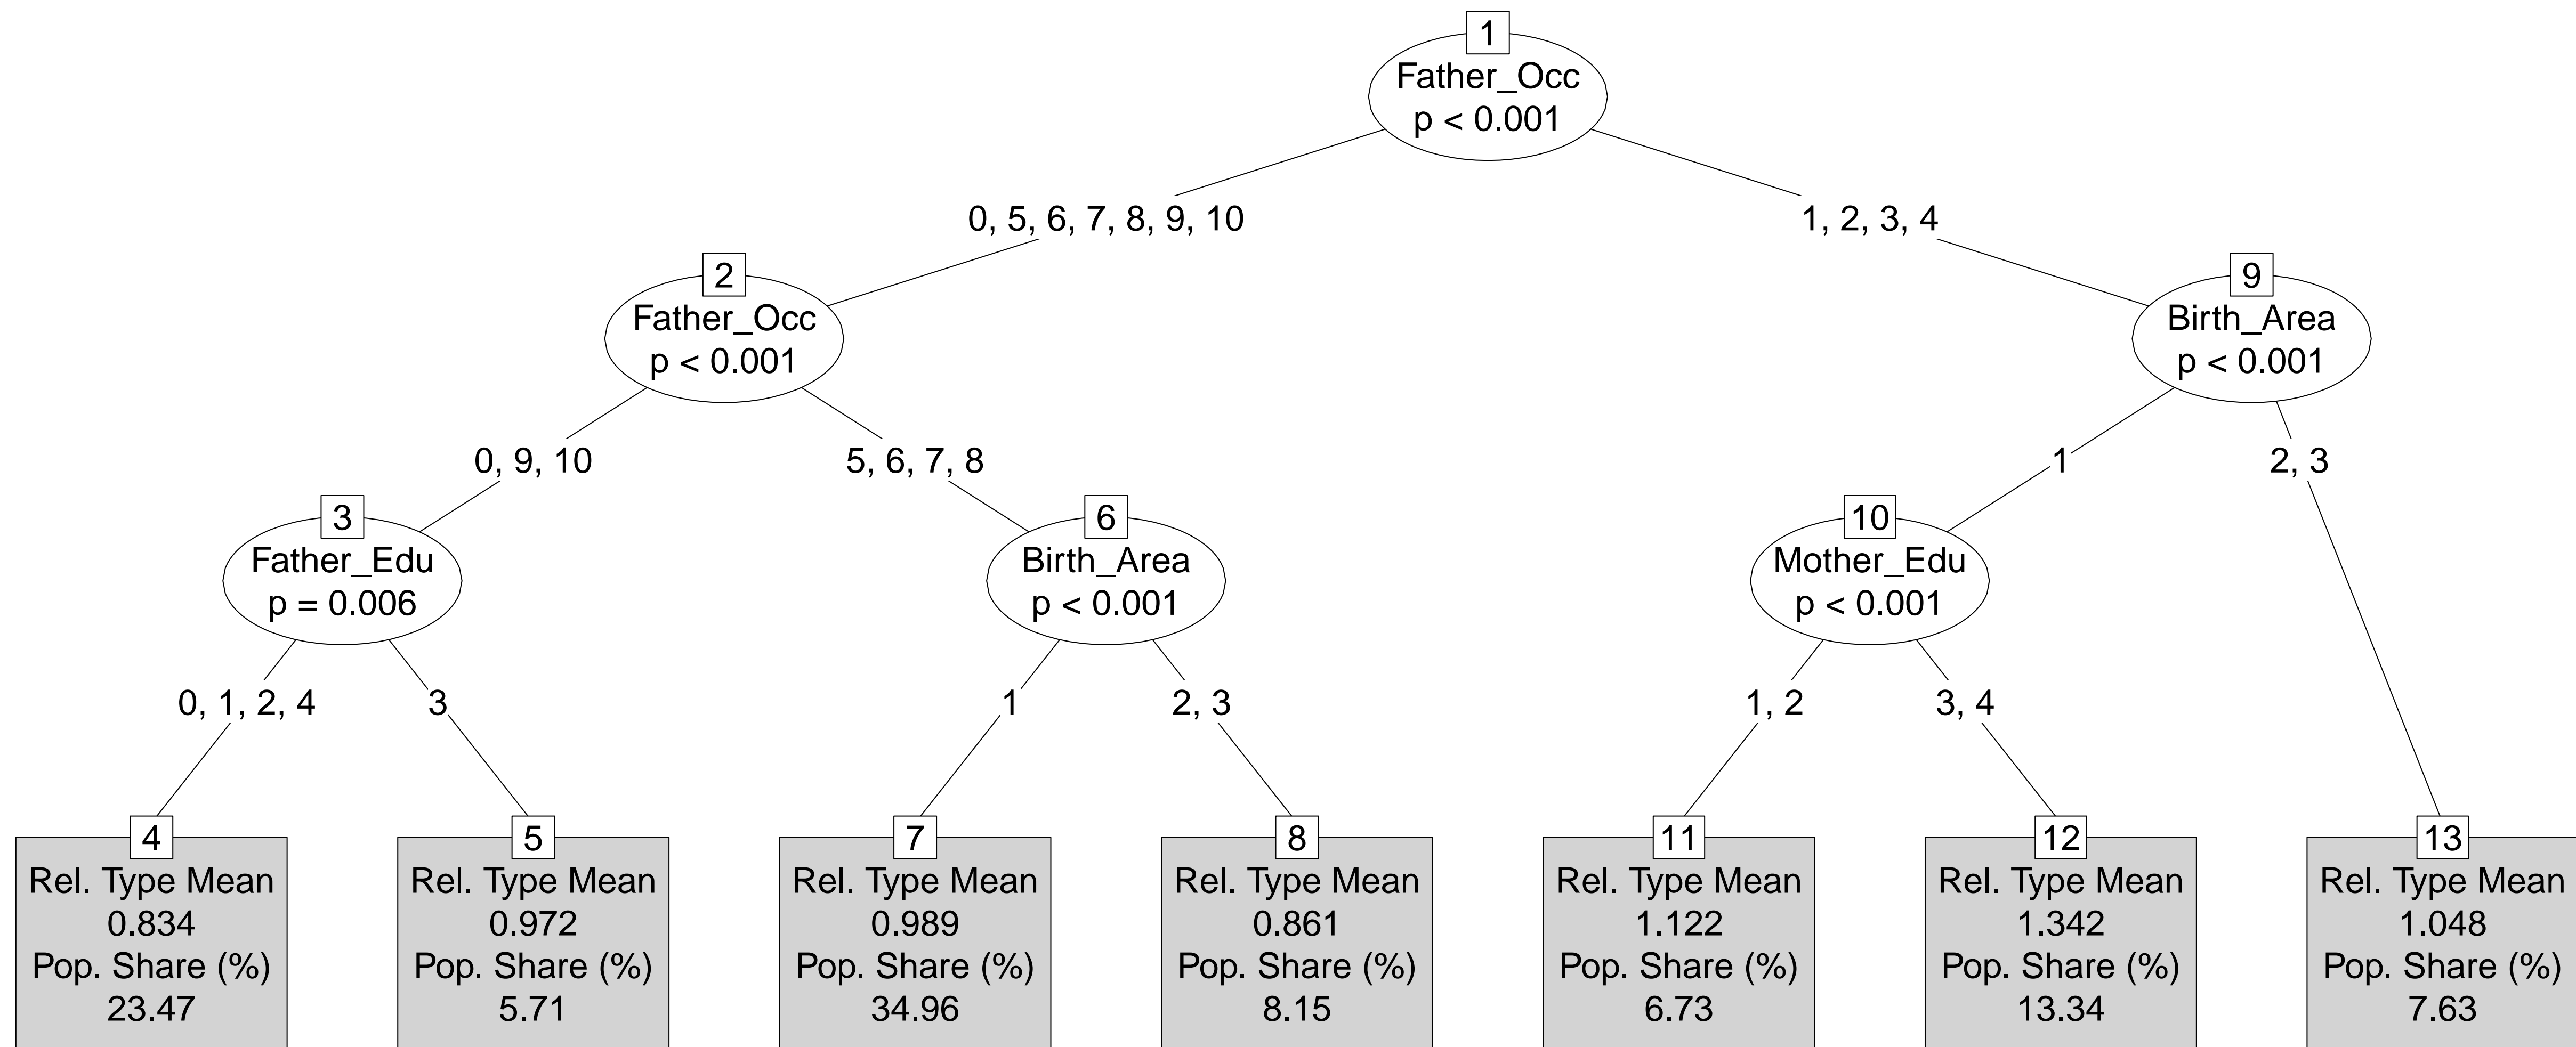 1
Father_Occ
p < 0.001
0, 5, 6, 7, 8, 9, 10
1, 2, 3, 4
2
Father_Occ
p < 0.001
9
Birth_Area
p < 0.001
0, 9, 10
5, 6, 7, 8
1
2, 3
3
Father_Edu
p = 0.006
6
Birth_Area
p < 0.001
10
Mother_Edu
p < 0.001
0, 1, 2, 4
3
1
2, 3
1, 2
3, 4
4
Rel. Type Mean
0.834
Pop. Share (%)
23.47
5
Rel. Type Mean
0.972
Pop. Share (%)
5.71
7
Rel. Type Mean
0.989
Pop. Share (%)
34.96
8
Rel. Type Mean
0.861
Pop. Share (%)
8.15
11
Rel. Type Mean
1.122
Pop. Share (%)
6.73
12
Rel. Type Mean
1.342
Pop. Share (%)
13.34
13
Rel. Type Mean
1.048
Pop. Share (%)
7.63